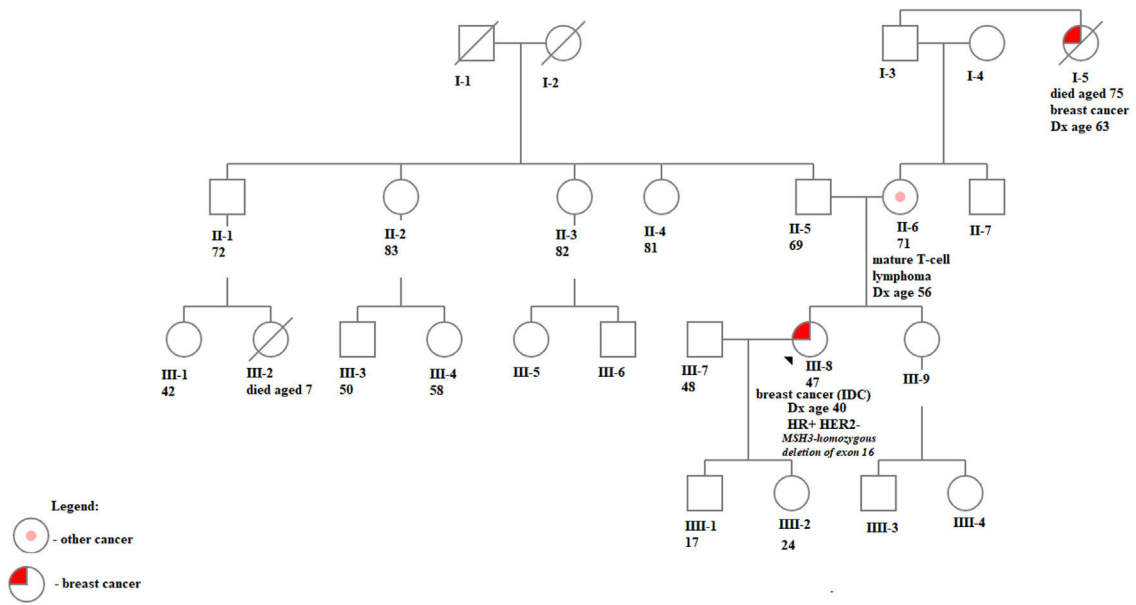 I-1
I-2
I-3
I-4
I-5
died aged 75
breast cancer
Dx age 63
II-1
72
II-2
83
II-3
82
II-4
81
II-5
69
II-6
71
mature T-cell
lymphoma
Dx age 56
II-7
III-1
42
III-2
died aged 7
III-3
50
III-4
58
III-5
III-6
III-7
48
III-8
47
breast cancer (IDC)
Dx age 40
HR+ HER2-
MSH3-homozygous
deletion of exon 16
III-9
IIII-1
17
IIII-2
24
IIII-3
IIII-4
Legend:
- other cancer
- breast cancer